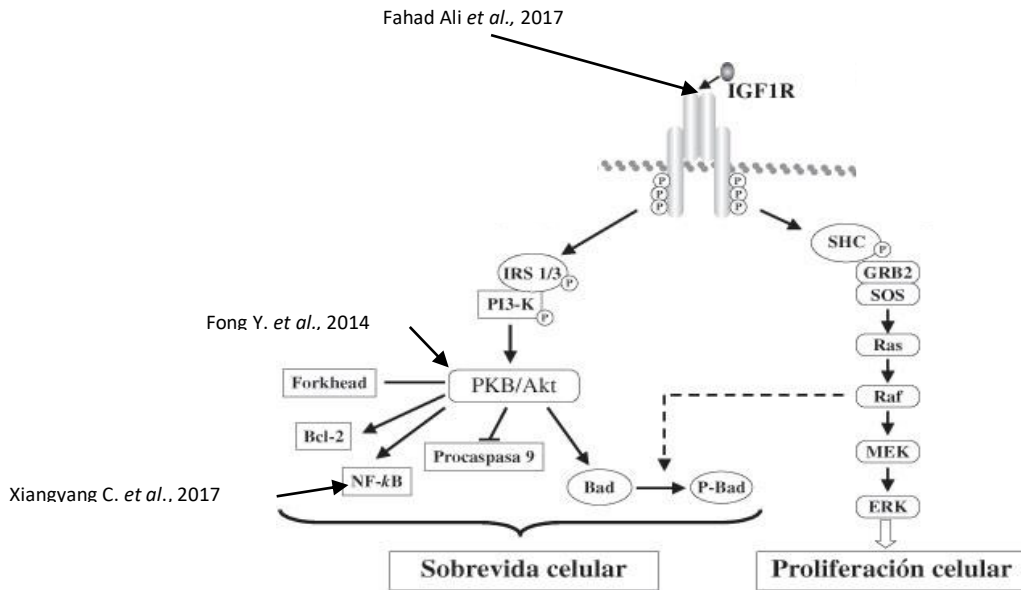 Fahad Ali et al., 2017
IGF1R
P
P
P
P
P
P
SHC
P
GRB2
SOS
IRS 1/3
P
PI3-K
P
Fong Y. et al., 2014
Ras
Forkhead
PKB/Akt
Raf
Bcl-2
Procaspasa 9
MEK
NF-kB
Bad
P-Bad
Xiangyang C. et al., 2017
ERK
Sobrevida celular
Proliferación celular